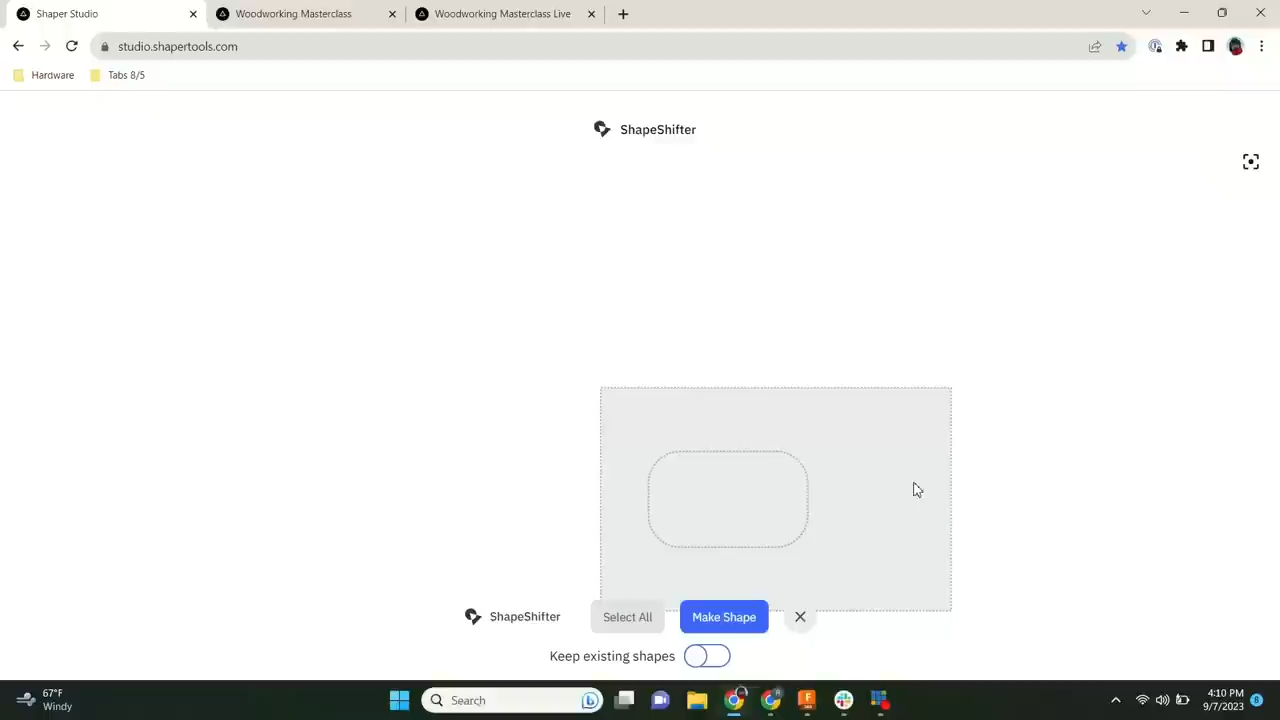 Shaper Studio
Woodworking Masterclass
Woodworking Masterclass Live
studio.shapertools.com
Hardware
Tabs 8/5
ShapeShifter
ShapeShifter
Select All
Make Shape
Keep existing shapes
67°F
Windy
Search
4:10 PM
9/7/2023
8